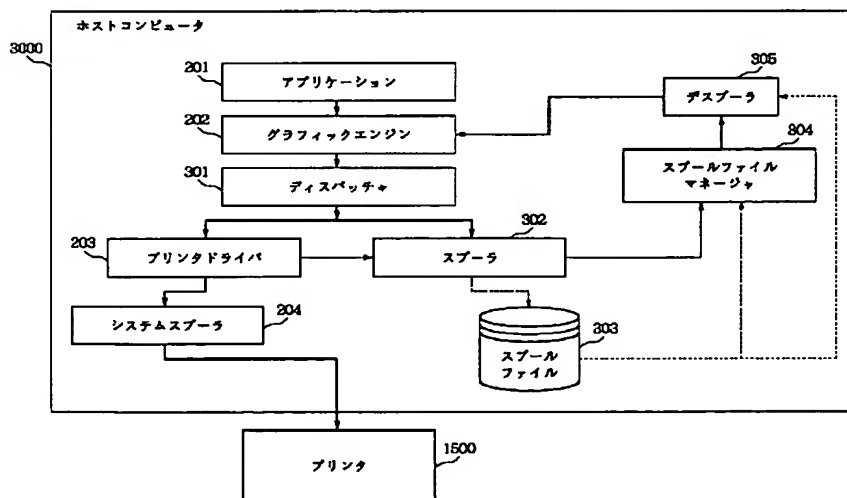 ホストコンピュータ
3000
201
アプリケーション
202
グラフィックエンジン
301
ディスパッチャ
305
デスプーラ
304
スプールファイル
マネージャ
203
プリンタドライバ
302
スプーラ
204
システムスプーラ
303
スプール
ファイル
プリンタ
1500